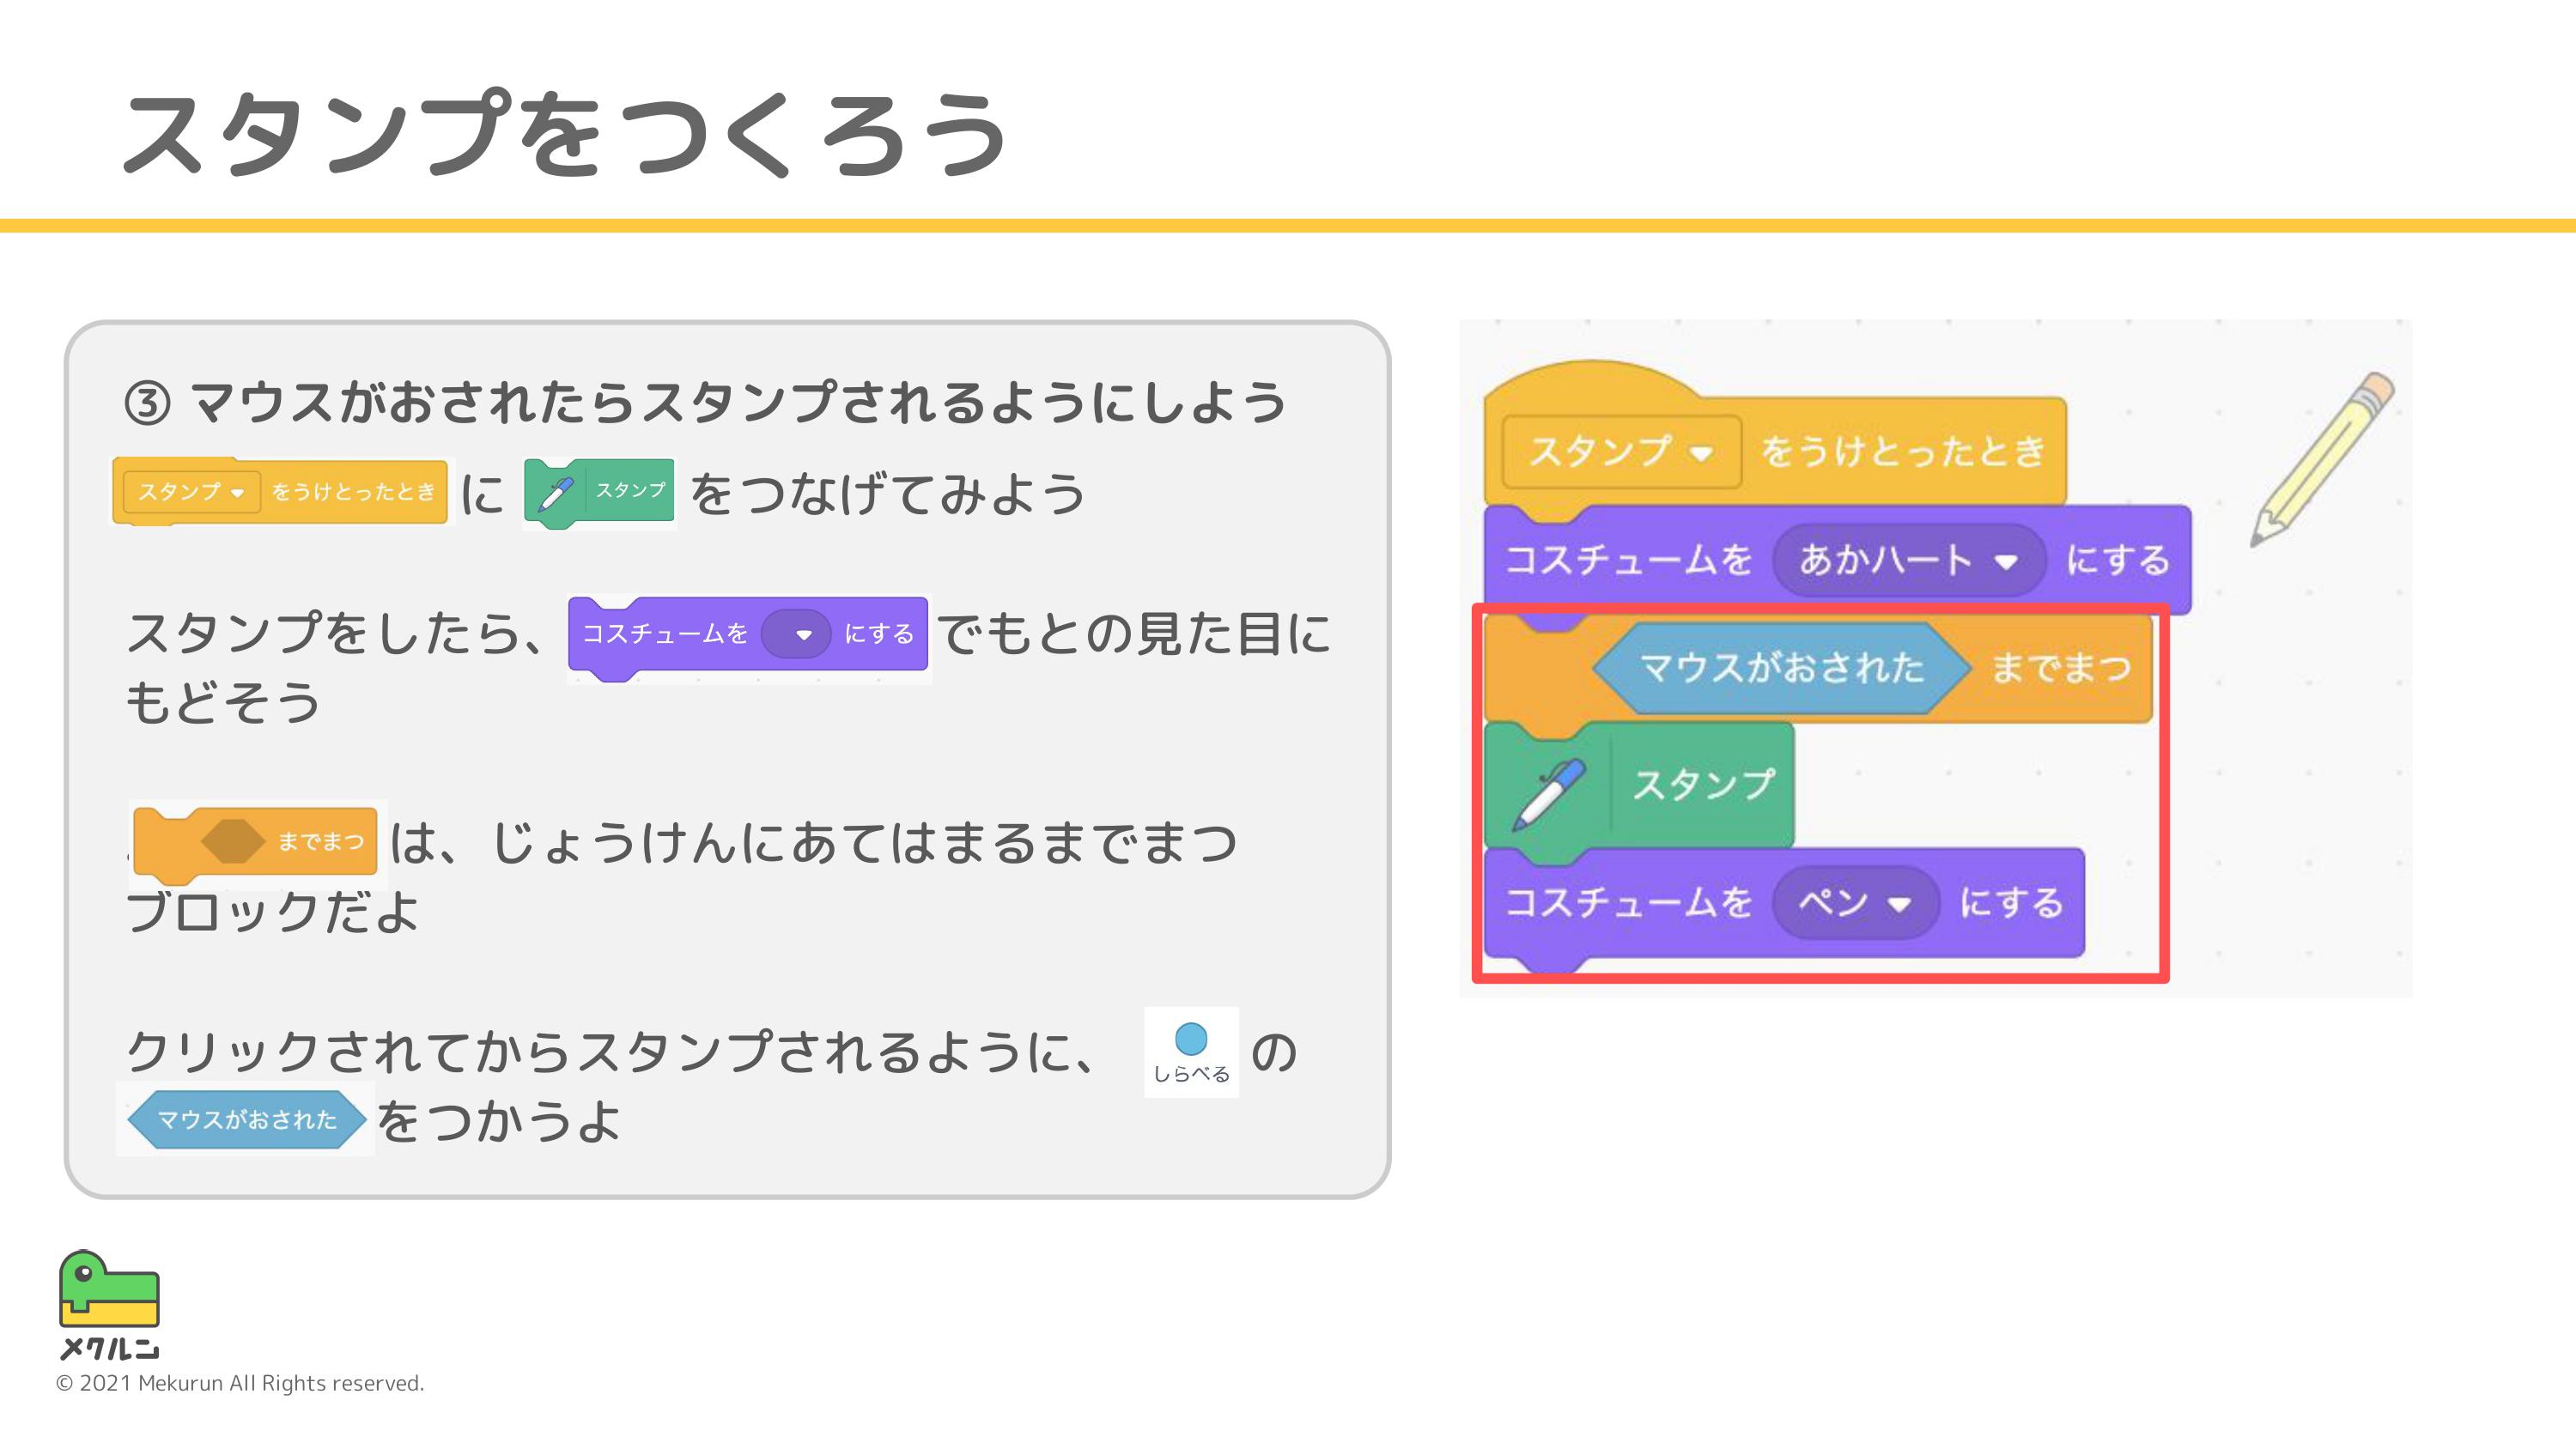 スタンプをつくろう
③ マウスがおされたらスタンプされるようにしよう
スタンプ をうけとったとき に スタンプ をつなげてみよう
スタンプをしたら、 コスチュームを にする でもとの見た目に
もどそう
までまつ は、じょうけんにあてはまるまでまつ
ブロックだよ
クリックされてからスタンプされるように、 しらべる の
マウスがおされた をつかうよ
スタンプ をうけとったとき
コスチュームを あかハート にする
マウスがおされた までまつ
スタンプ
コスチュームを ペン にする
メクルン
© 2021 Mekurun All Rights reserved.